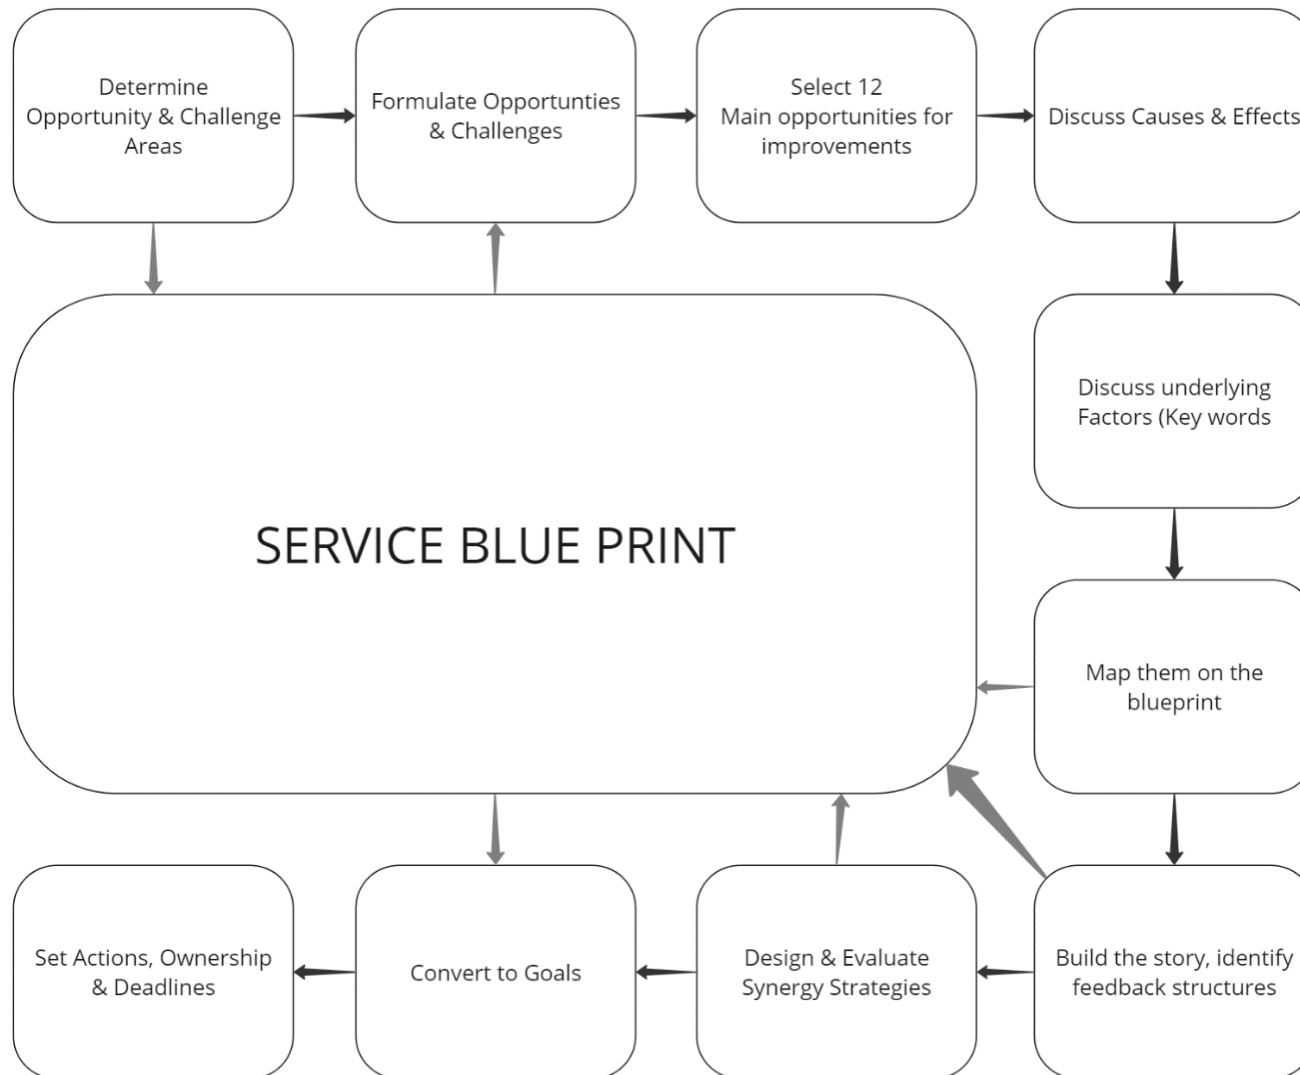 Determine
Opportunity & Challenge
Areas
Formulate Opportunties
& Challenges
Select 12
Main opportunities for
improvements
Discuss Causes & Effects
Discuss underlying
Factors (Key words
SERVICE BLUE PRINT
Map them on the
blueprint
Set Actions, Ownership
& Deadlines
Convert to Goals
Design & Evaluate
Synergy Strategies
Build the story, identify
feedback structures